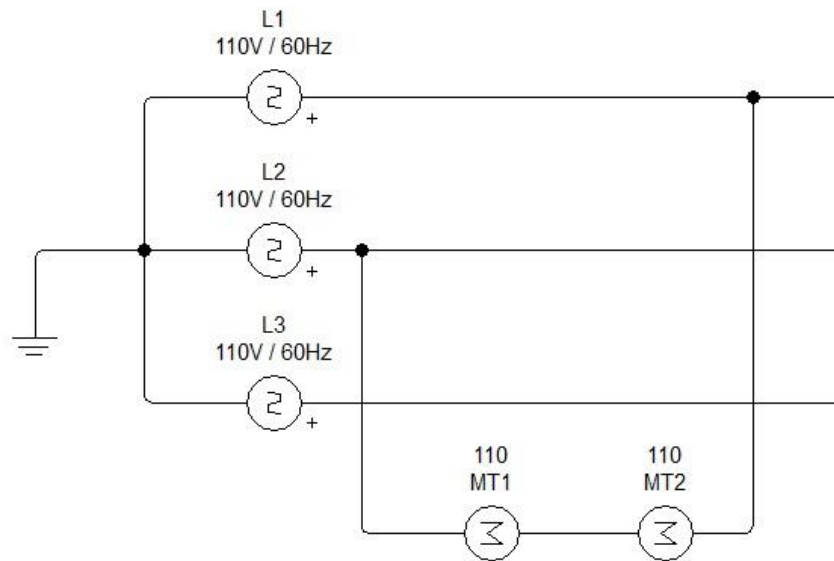 L1
110V / 60Hz
+
L2
110V / 60Hz
+
L3
110V / 60Hz
+
110
MT1
110
MT2